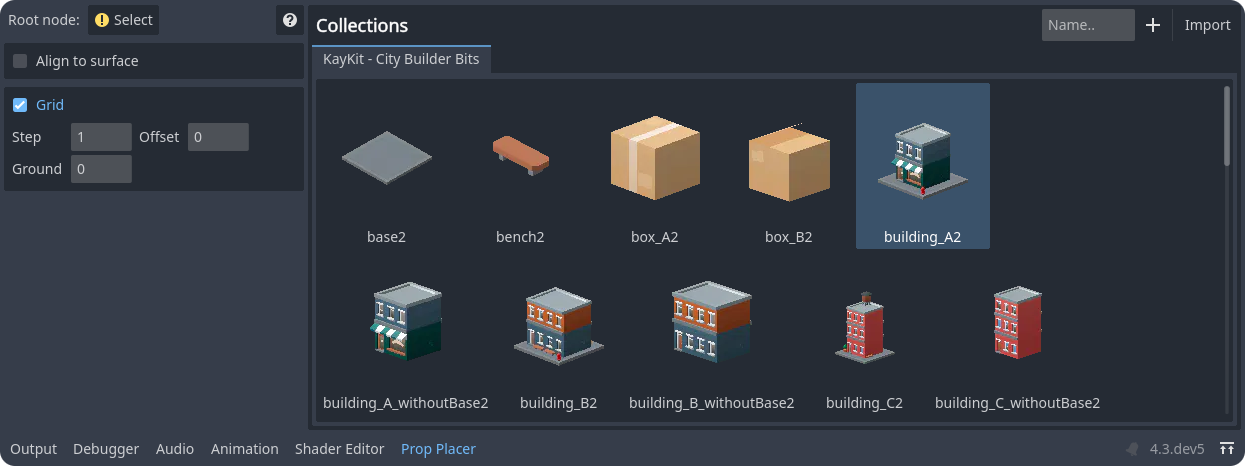 Root node: Select ?
Collections
Name.. + Import
Align to surface
KayKit - City Builder Bits
Grid
Step 1 Offset 0
Ground 0
base2 bench2 box_A2 box_B2 building_A2
building_A_withoutBase2 building_B2 building_B_withoutBase2 building_C2 building_C_withoutBase2
Output Debugger Audio Animation Shader Editor Prop Placer 4.3.dev5